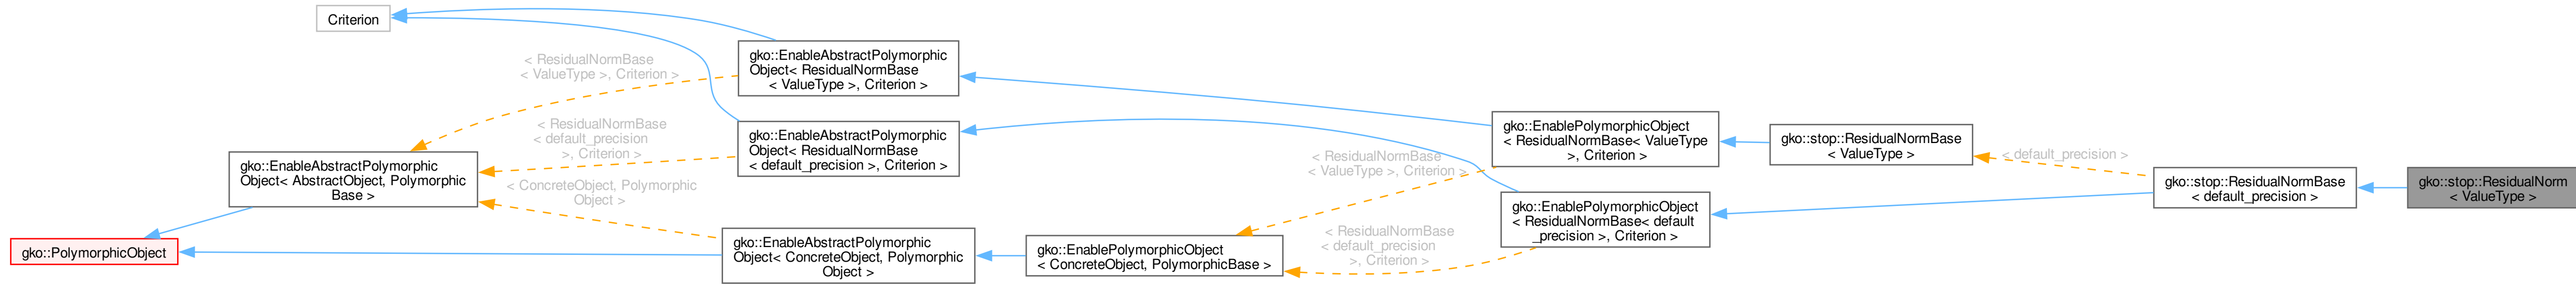 Criterion
gko::EnableAbstractPolymorphic
Object< ResidualNormBase
< ValueType >, Criterion >
< ResidualNormBase
< ValueType >, Criterion >
gko::EnableAbstractPolymorphic
Object< ResidualNormBase
< default_precision >, Criterion >
< ResidualNormBase
< default_precision
>, Criterion >
gko::EnableAbstractPolymorphic
Object< AbstractObject, Polymorphic
Base >
< ConcreteObject, Polymorphic
Object >
gko::PolymorphicObject
gko::EnableAbstractPolymorphic
Object< ConcreteObject, Polymorphic
Object >
gko::EnablePolymorphicObject
< ConcreteObject, PolymorphicBase >
< ResidualNormBase
< ValueType >, Criterion >
< ResidualNormBase
< default_precision
>, Criterion >
gko::EnablePolymorphicObject
< ResidualNormBase< ValueType
>, Criterion >
gko::EnablePolymorphicObject
< ResidualNormBase< default
_precision >, Criterion >
gko::stop::ResidualNormBase
< ValueType >
< default_precision >
gko::stop::ResidualNormBase
< default_precision >
gko::stop::ResidualNorm
< ValueType >